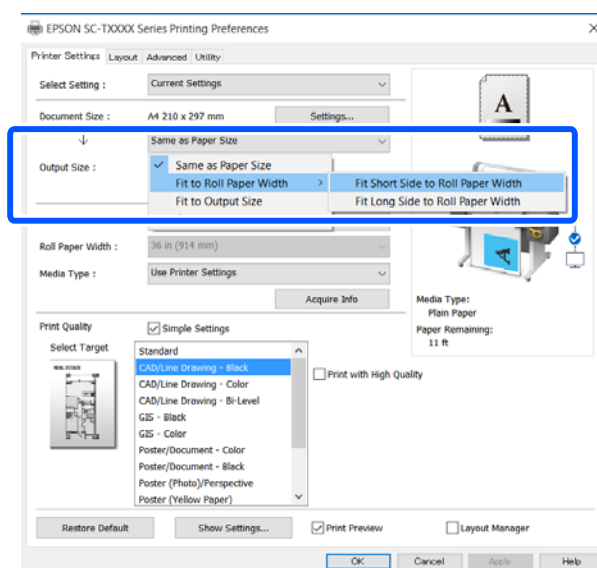 EPSON SC-TXXXX Series Printing Preferences
Printer Settings Layout Advanced Utility
Select Setting : Current Settings
Document Size : A4 210 x 297 mm Settings...
A
Same as Paper Size
Output Size : Same as Paper Size
Fit to Roll Paper Width Fit Short Side to Roll Paper Width
Fit to Output Size Fit Long Side to Roll Paper Width
Roll Paper Width : 36 in (914 mm)
A
Media Type : Use Printer Settings
Acquire Info
Media Type:
Plain Paper
Paper Remaining:
11 ft
Print Quality Simple Settings
Select Target
Standard
CAD/Line Drawing - Black
Print with High Quality
CAD/Line Drawing - Color
CAD/Line Drawing - Bi-Level
GIS - Black
GIS - Color
Poster/Document - Color
Poster/Document - Black
Poster (Photo)/Perspective
Poster (Yellow Paper)
Restore Default Show Settings... Print Preview Layout Manager
OK Cancel Apply Help